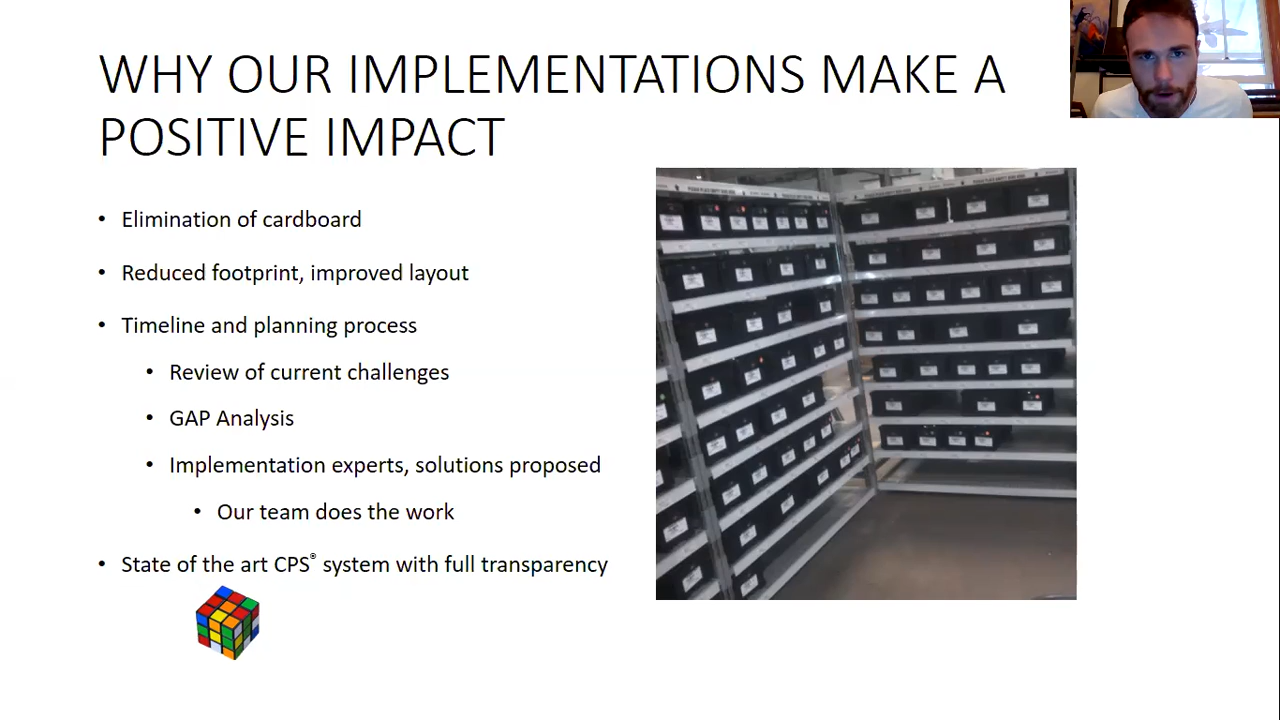 WHY OUR IMPLEMENTATIONS MAKE A
POSITIVE IMPACT
• Elimination of cardboard
• Reduced footprint, improved layout
• Timeline and planning process
• Review of current challenges
• GAP Analysis
• Implementation experts, solutions proposed
• Our team does the work
• State of the art CPS® system with full transparency